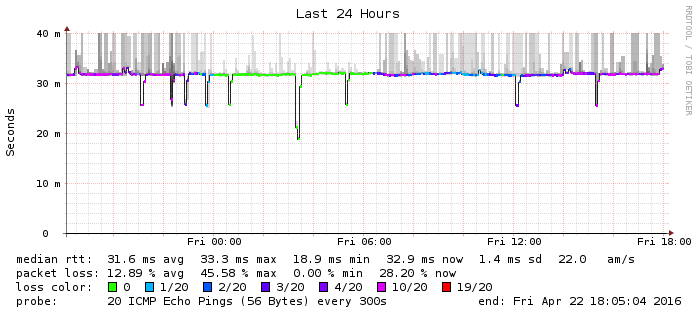 Last 24 Hours
RRDTOOL / TOBI OETIKER
Seconds
40 m
30 m
20 m
10 m
0
Fri 00:00 Fri 06:00 Fri 12:00 Fri 18:00
median rtt: 31.6 ms avg 33.3 ms max 18.9 ms min 32.9 ms now 1.4 ms sd 22.0 am/s
packet loss: 12.89 % avg 45.58 % max 0.00 % min 28.20 % now
loss color: 0 1/20 2/20 3/20 4/20 10/20 19/20
probe: 20 ICMP Echo Pings (56 Bytes) every 300s end: Fri Apr 22 18:05:04 2016